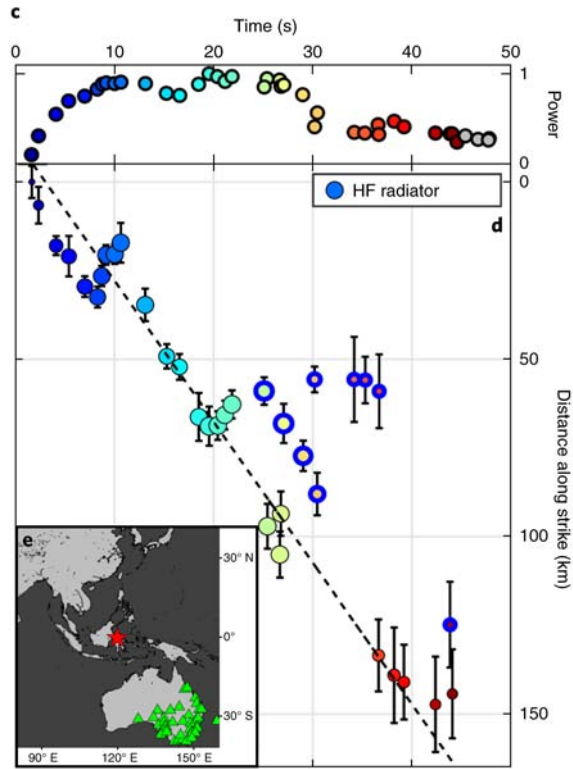 c
Time (s)
0 10 20 30 40 50
1
Power
0
0
HF radiator
d
50
Distance along strike (km)
100
150
e
30° N
0°
30° S
90° E 120° E 150° E